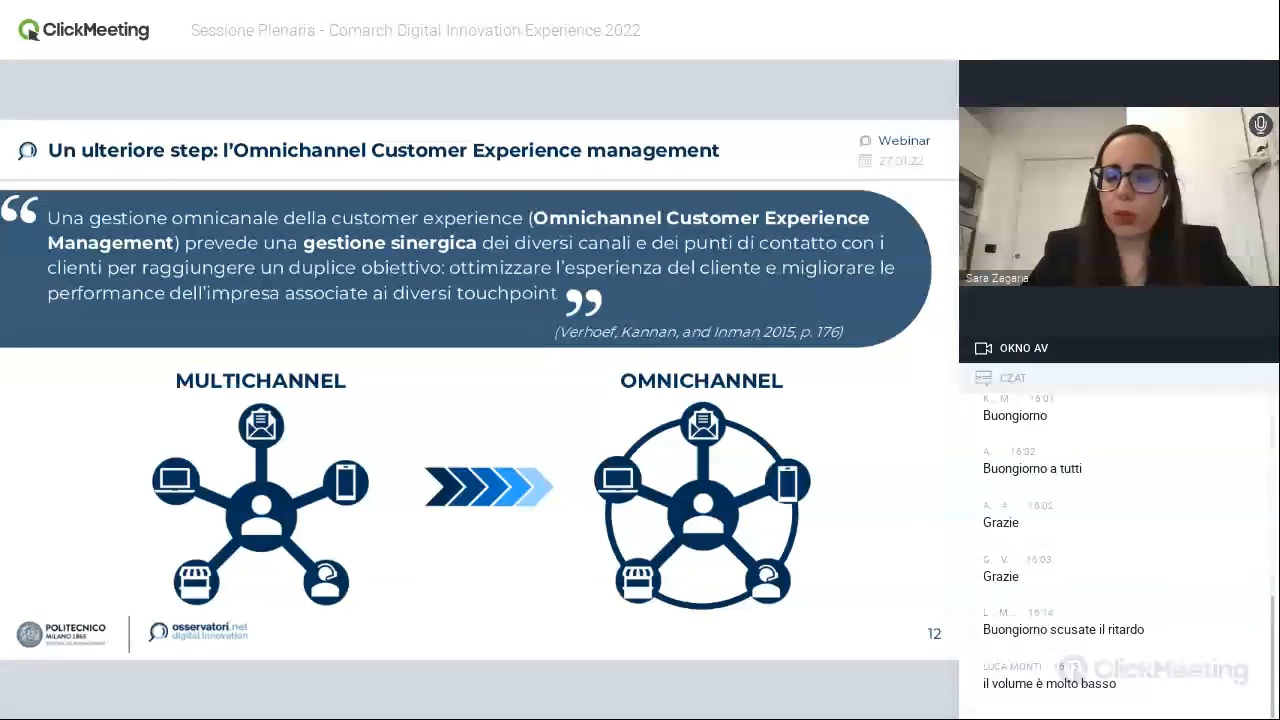 ClickMeeting
Sessione Plenaria - Comarch Digital Innovation Experience 2022
Un ulteriore step: l'Omnichannel Customer Experience management
Webinar
27.01.22
“ Una gestione omnicanale della customer experience (Omnichannel Customer Experience
Management) prevede una gestione sinergica dei diversi canali e dei punti di contatto con i
clienti per raggiungere un duplice obiettivo: ottimizzare l'esperienza del cliente e migliorare le
performance dell'impresa associate ai diversi touchpoint ”
(Verhoef, Kannan, and Inman 2015, p. 176)
MULTICHANNEL
OMNICHANNEL
POLITECNICO
MILANO 1863
osservatori.net
digital innovation
12
Sara Zagaria
OKNO AV
CZAT
K... M... 16:01
Buongiorno
A. 16:02
Buongiorno a tutti
A. A. 16:02
Grazie
S. V. 16:03
Grazie
L... M... 16:14
Buongiorno scusate il ritardo
LUCA MONTI
il volume è molto basso
ClickMeeting